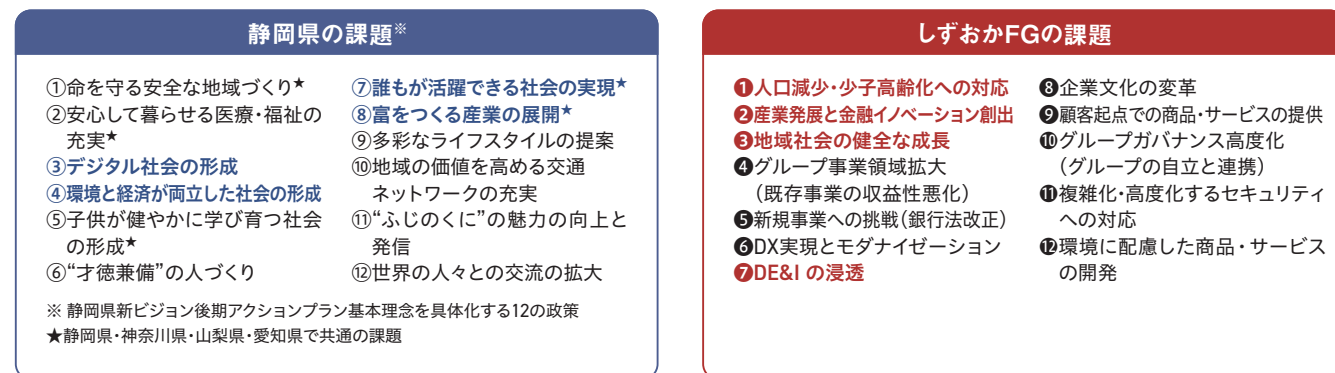 静岡県の課題※
①命を守る安全な地域づくり★
②安心して暮らせる医療・福祉の
充実★
③デジタル社会の形成
④環境と経済が両立した社会の形成
⑤子供が健やかに学び育つ社会
の形成★
⑥“才徳兼備”の人づくり
⑦誰もが活躍できる社会の実現★
⑧富をつくる産業の展開★
⑨多彩なライフスタイルの提案
⑩地域の価値を高める交通
ネットワークの充実
⑪“ふじのくに”の魅力の向上と
発信
⑫世界の人々との交流の拡大
※ 静岡県新ビジョン後期アクションプラン基本理念を具体化する12の政策
★静岡県・神奈川県・山梨県・愛知県で共通の課題
しずおかFGの課題
❶人口減少・少子高齢化への対応
❷産業発展と金融イノベーション創出
❸地域社会の健全な成長
❹グループ事業領域拡大
（既存事業の収益性悪化）
❺新規事業への挑戦（銀行法改正）
❻DX実現とモダナイゼーション
❼DE&I の浸透
❽企業文化の変革
❾顧客起点での商品・サービスの提供
❿グループガバナンス高度化
（グループの自立と連携）
⓫複雑化・高度化するセキュリティ
への対応
⓬環境に配慮した商品・サービス
の開発